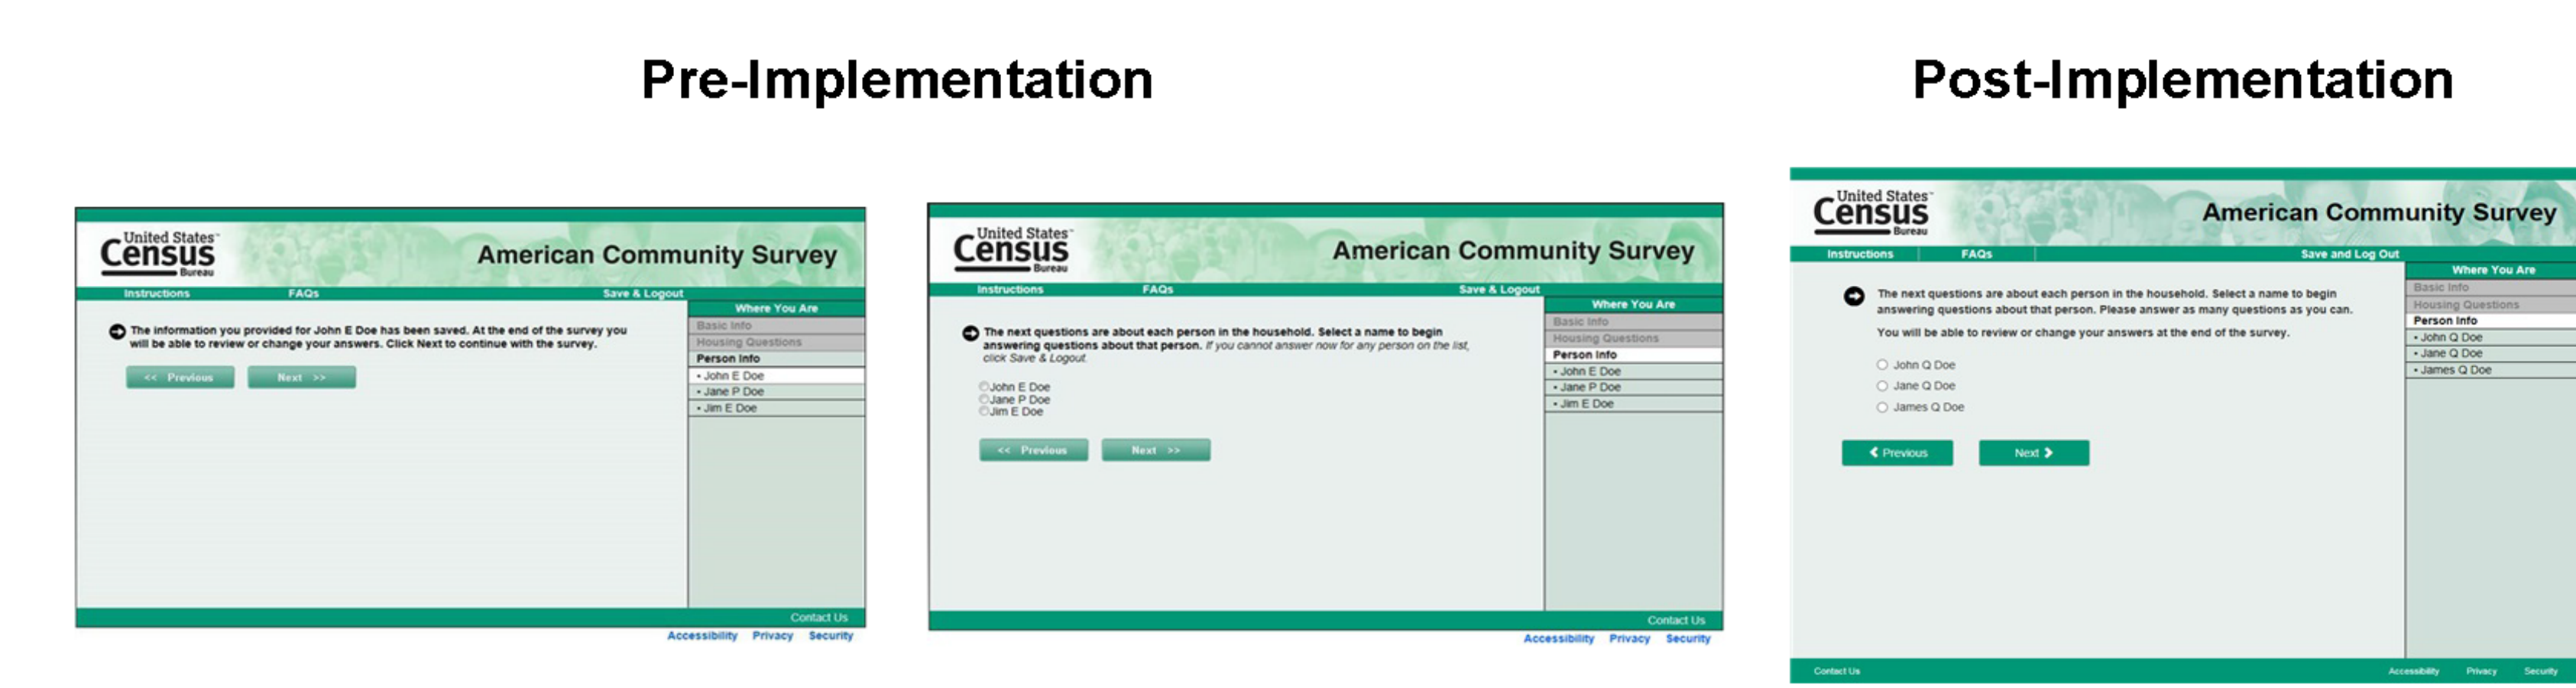 Pre-Implementation
Post-Implementation
United States™
Census
Bureau
American Community Survey
Instructions
FAQs
Save & Logout
Where You Are
Basic Info
Housing Questions
Person Info
• John E Doe
• Jane P Doe
• Jim E Doe
The information you provided for John E Doe has been saved. At the end of the survey you
will be able to review or change your answers. Click Next to continue with the survey.
<< Previous
Next >>
Contact Us
Accessibility Privacy Security
United States™
Census
Bureau
American Community Survey
Instructions
FAQs
Save & Logout
Where You Are
Basic Info
Housing Questions
Person Info
• John E Doe
• Jane P Doe
• Jim E Doe
The next questions are about each person in the household. Select a name to begin
answering questions about that person. If you cannot answer now for any person on the list,
click Save & Logout.
John E Doe
Jane P Doe
Jim E Doe
<< Previous
Next >>
Contact Us
Accessibility Privacy Security
United States™
Census
Bureau
American Community Survey
Instructions
FAQs
Save and Log Out
Where You Are
Basic Info
Housing Questions
Person Info
• John Q Doe
• Jane Q Doe
• James Q Doe
The next questions are about each person in the household. Select a name to begin
answering questions about that person. Please answer as many questions as you can.
You will be able to review or change your answers at the end of the survey.
John Q Doe
Jane Q Doe
James Q Doe
Previous
Next
Contact Us
Accessibility Privacy Security